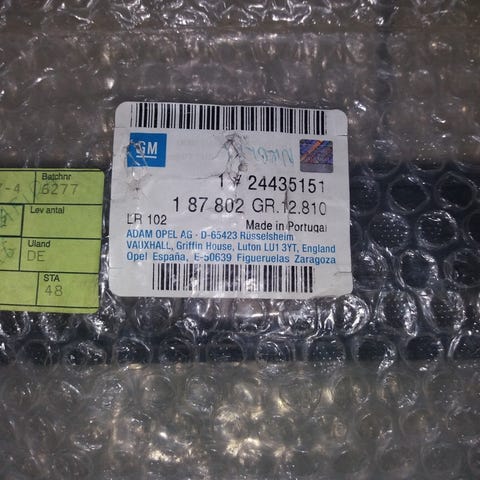 GM
1 # 24435151
1 87 802 GR.12.810
LR 102 Made in Portugal
ADAM OPEL AG - D-65423 Rüsselsheim
VAUXHALL, Griffin House, Luton LU1 3YT, England
Opel España, E-50639 Figueruelas Zaragoza
Batchnr
6277
Lev antal
Uland
DE
STA
48